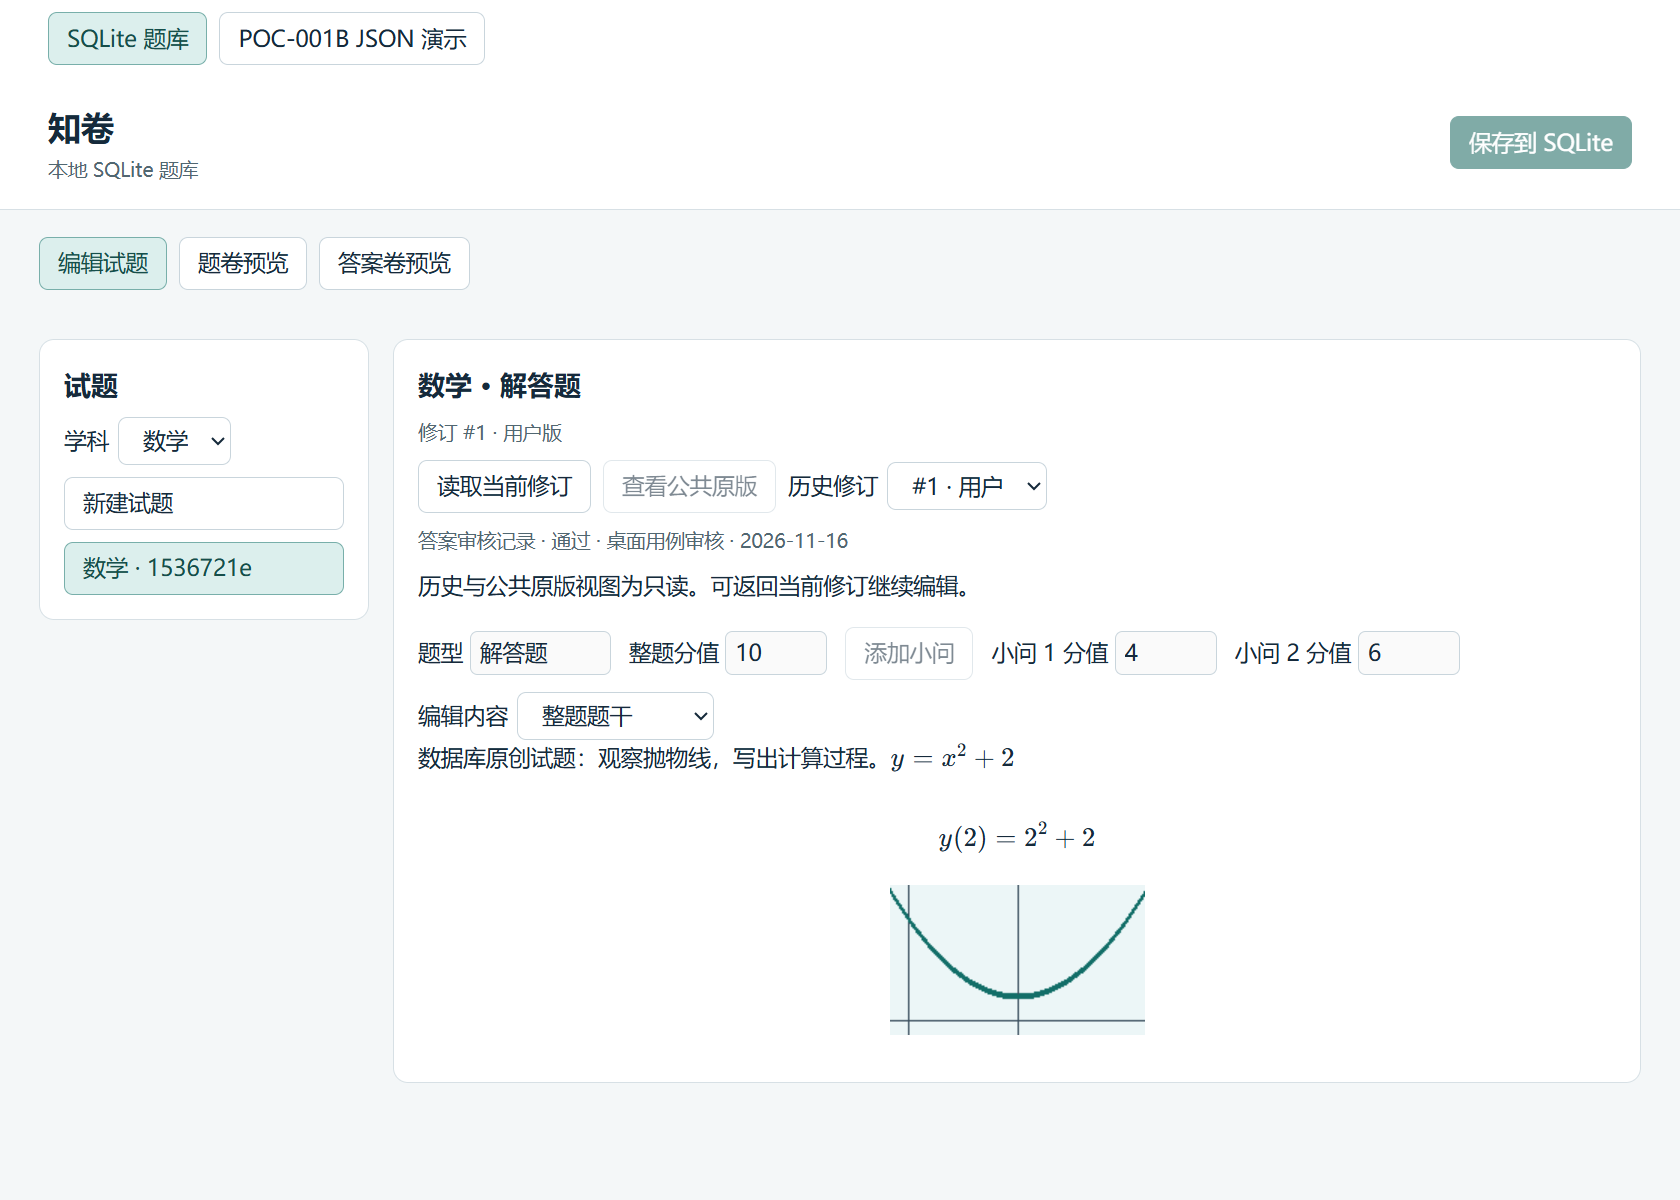 SQLite 题库 POC-001B JSON 演示
知卷
本地 SQLite 题库
保存到 SQLite
编辑试题 题卷预览 答案卷预览
试题
学科 数学
新建试题
数学 · 1536721e
数学 • 解答题
修订 #1 · 用户版
读取当前修订 查看公共原版 历史修订 #1 · 用户
答案审核记录 · 通过 · 桌面用例审核 · 2026-11-16
历史与公共原版视图为只读。可返回当前修订继续编辑。
题型 解答题 整题分值 10 添加小问 小问 1 分值 4 小问 2 分值 6
编辑内容 整题题干
数据库原创试题：观察抛物线，写出计算过程。y = x² + 2
y(2) = 2² + 2